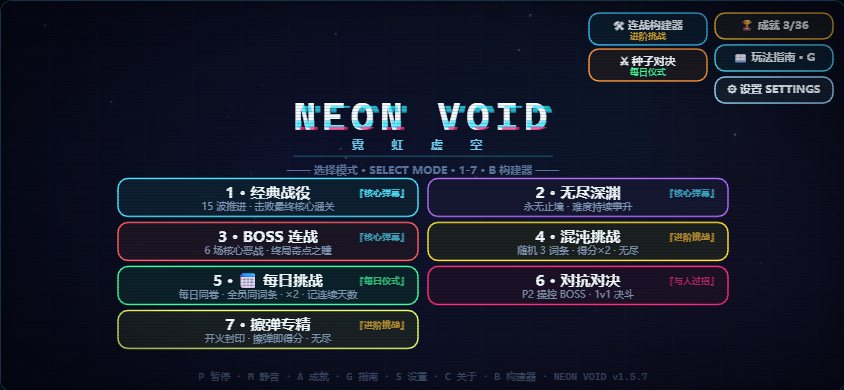 🛠 连战构建器
进阶挑战
🏆 成就 3/36
⚔ 种子对决
每日仪式
玩法指南 • G
⚙ 设置 SETTINGS
NEON VOID
霓 虹 虚 空
选择模式 • SELECT MODE • 1-7 • B 构建器
1 • 经典战役
『核心弹幕』
15 波推进 · 击败最终核心通关
2 • 无尽深渊
『核心弹幕』
永无止境 · 难度持续攀升
3 • BOSS 连战
『核心弹幕』
6 场核心恶战 · 终局奇点之瞳
4 • 混沌挑战
『进阶挑战』
随机 3 词条 · 得分×2 · 无尽
5 • 每日挑战
『每日仪式』
每日同卷 · 全员同词条 · ×2 · 记连续天数
6 • 对抗对决
『与人过招』
P2 操控 BOSS · 1v1 决斗
7 • 擦弹专精
『进阶挑战』
开火封印 · 擦弹即得分 · 无尽
P 暂停 · M 静音 · A 成就 · G 指南 · S 设置 · C 关于 · B 构建器 · NEON VOID v1.5.7